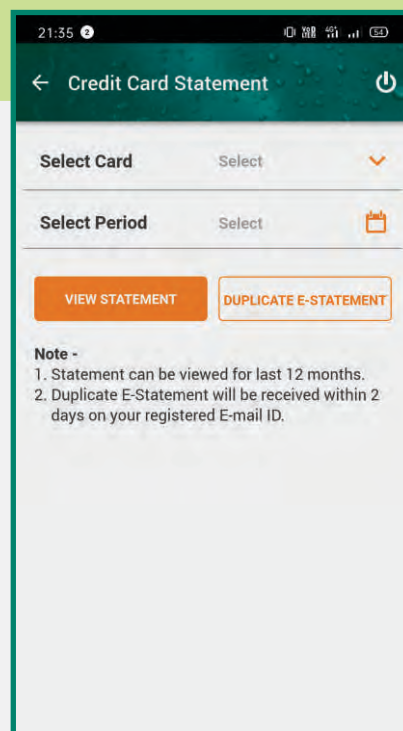 21:35 2 54
Credit Card Statement
Select Card Select
Select Period Select
VIEW STATEMENT DUPLICATE E-STATEMENT
Note -
1. Statement can be viewed for last 12 months.
2. Duplicate E-Statement will be received within 2
days on your registered E-mail ID.